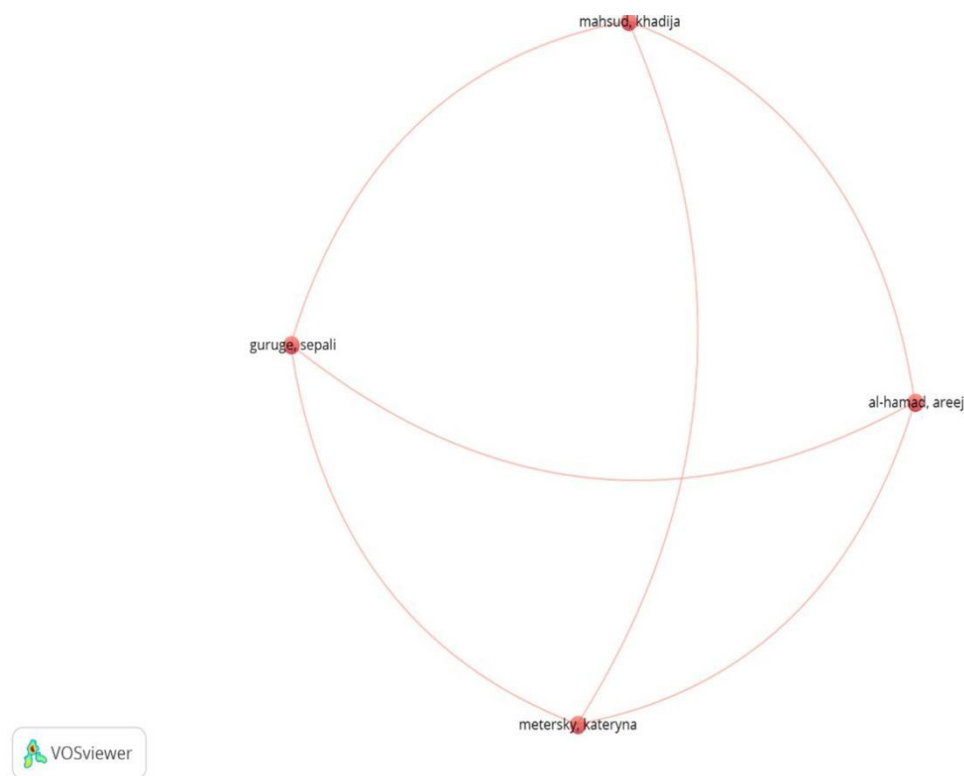 mahsud, khadija
guruge, sepali
al-hamad, areej
metersky, kateryna
VOSviewer